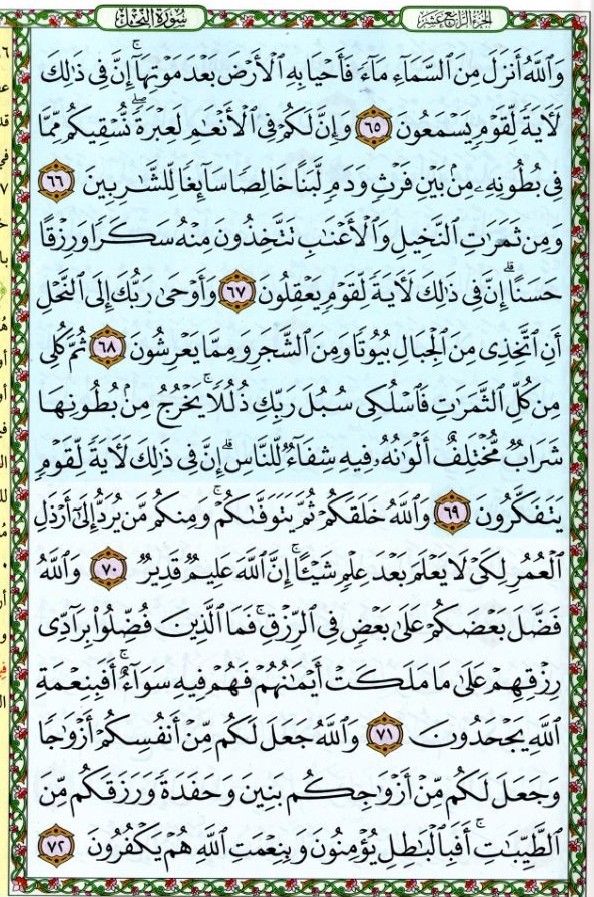 الجزء الرابع عشر
سورة النحل
وَٱللَّهُ أَنزَلَ مِنَ ٱلسَّمَآءِ مَآءً فَأَحْيَا بِهِ ٱلْأَرْضَ بَعْدَ مَوْتِهَآ ۚ إِنَّ فِى ذَٰلِكَ
لَءَايَةً لِّقَوْمٍ يَسْمَعُونَ ٦٥ وَإِنَّ لَكُمْ فِى ٱلْأَنْعَٰمِ لَعِبْرَةً ۖ نُّسْقِيكُم مِّمَّا
فِى بُطُونِهِۦ مِنۢ بَيْنِ فَرْثٍ وَدَمٍ لَّبَنًا خَالِصًا سَآئِغًا لِّلشَّٰرِبِينَ ٦٦
وَمِن ثَمَرَٰتِ ٱلنَّخِيلِ وَٱلْأَعْنَٰبِ تَتَّخِذُونَ مِنْهُ سَكَرًا وَرِزْقًا
حَسَنًا ۗ إِنَّ فِى ذَٰلِكَ لَءَايَةً لِّقَوْمٍ يَعْقِلُونَ ٦٧ وَأَوْحَىٰ رَبُّكَ إِلَى ٱلنَّحْلِ
أَنِ ٱتَّخِذِى مِنَ ٱلْجِبَالِ بُيُوتًا وَمِنَ ٱلشَّجَرِ وَمِمَّا يَعْرِشُونَ ٦٨ ثُمَّ كُلِى
مِن كُلِّ ٱلثَّمَرَٰتِ فَٱسْلُكِى سُبُلَ رَبِّكِ ذُلُلًا ۚ يَخْرُجُ مِنۢ بُطُونِهَا
شَرَابٌ مُّخْتَلِفٌ أَلْوَٰنُهُۥ فِيهِ شِفَآءٌ لِّلنَّاسِ ۗ إِنَّ فِى ذَٰلِكَ لَءَايَةً لِّقَوْمٍ
يَتَفَكَّرُونَ ٦٩ وَٱللَّهُ خَلَقَكُمْ ثُمَّ يَتَوَفَّىٰكُمْ ۚ وَمِنكُم مَّن يُرَدُّ إِلَىٰٓ أَرْذَلِ
ٱلْعُمُرِ لِكَىْ لَا يَعْلَمَ بَعْدَ عِلْمٍ شَيْـًٔا ۚ إِنَّ ٱللَّهَ عَلِيمٌ قَدِيرٌ ٧٠ وَٱللَّهُ
فَضَّلَ بَعْضَكُمْ عَلَىٰ بَعْضٍ فِى ٱلرِّزْقِ ۚ فَمَا ٱلَّذِينَ فُضِّلُوا۟ بِرَآدِّى
رِزْقِهِمْ عَلَىٰ مَا مَلَكَتْ أَيْمَٰنُهُمْ فَهُمْ فِيهِ سَوَآءٌ ۚ أَفَبِنِعْمَةِ
ٱللَّهِ يَجْحَدُونَ ٧١ وَٱللَّهُ جَعَلَ لَكُم مِّنْ أَنفُسِكُمْ أَزْوَٰجًا
وَجَعَلَ لَكُم مِّنْ أَزْوَٰجِكُم بَنِينَ وَحَفَدَةً وَرَزَقَكُم مِّنَ
ٱلطَّيِّبَٰتِ ۚ أَفَبِٱلْبَٰطِلِ يُؤْمِنُونَ وَبِنِعْمَتِ ٱللَّهِ هُمْ يَكْفُرُونَ ٧٢